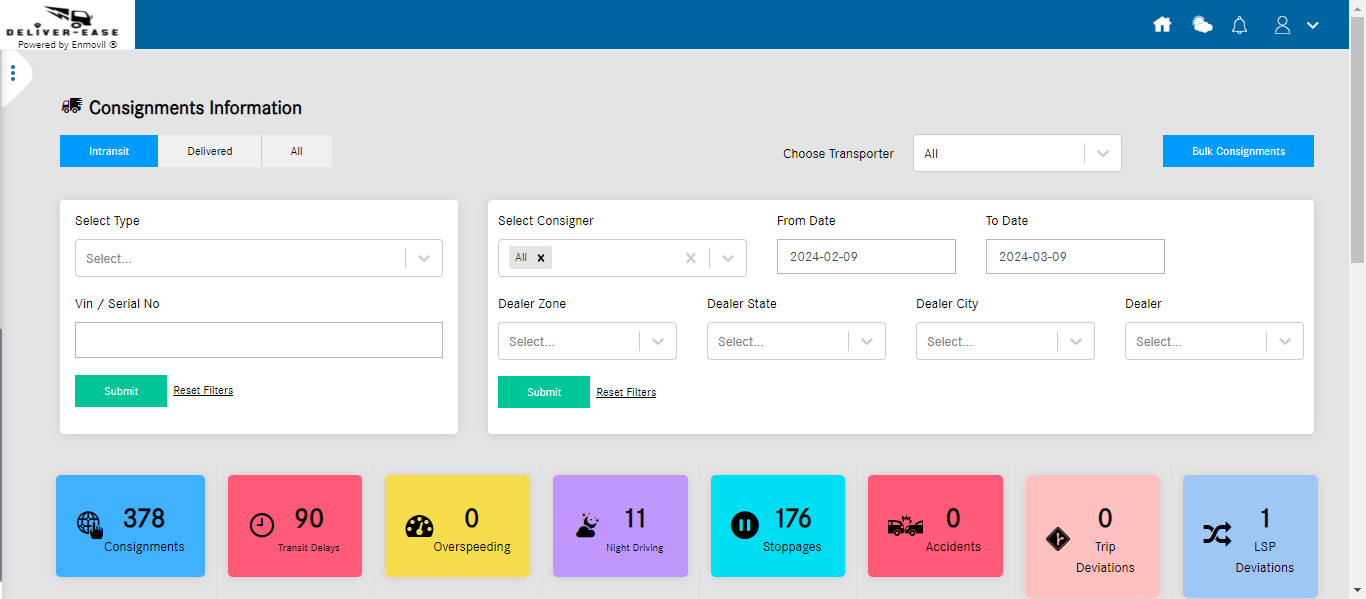 DELIVER-EASE
Powered by Enmovil ®
Consignments Information
Intransit Delivered All
Choose Transporter All Bulk Consignments
Select Type
Select...
Vin / Serial No
Submit Reset Filters
Select Consigner From Date To Date
All 2024-02-09 2024-03-09
Dealer Zone Dealer State Dealer City Dealer
Select... Select... Select... Select...
Submit Reset Filters
378
Consignments
90
Transit Delays
0
Overspeeding
11
Night Driving
176
Stoppages
0
Accidents
0
Trip
Deviations
1
LSP
Deviations